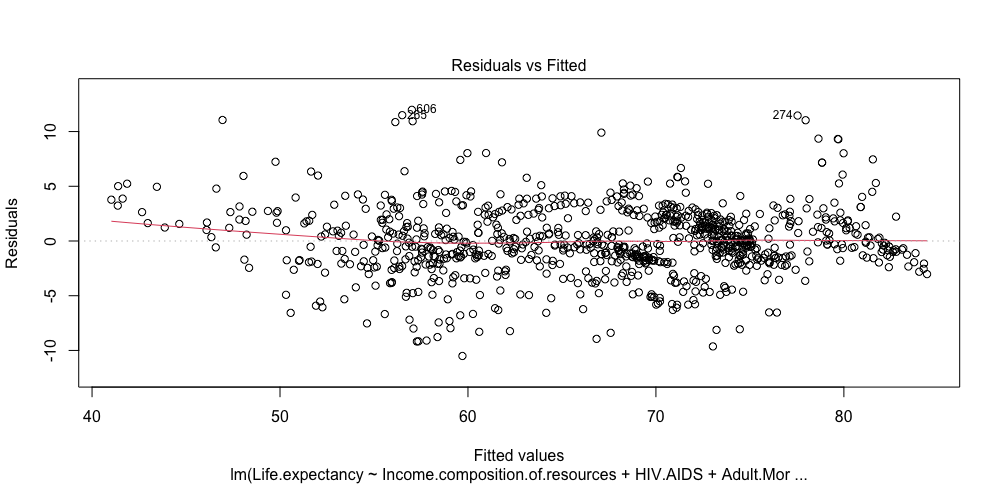 Residuals vs Fitted
606
265
274
10
5
0
-5
-10
Residuals
40 50 60 70 80
Fitted values
lm(Life.expectancy ~ Income.composition.of.resources + HIV.AIDS + Adult.Mor ...